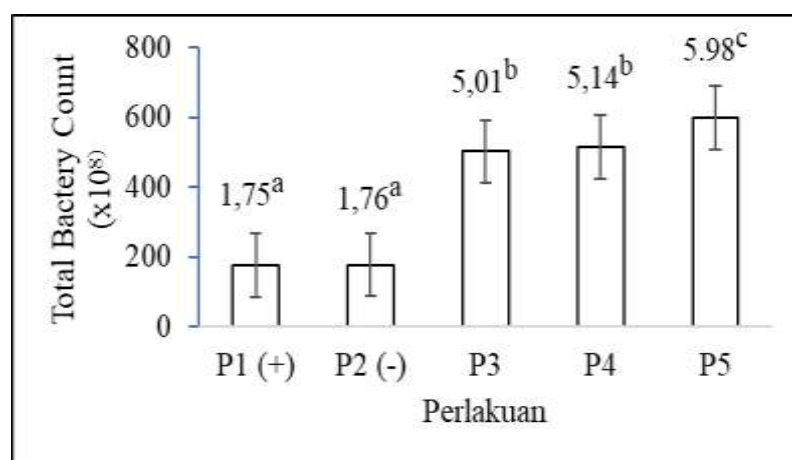 800
600
400
200
0
Total Bactery Count
(x10⁸)
1,75ᵃ
1,76ᵃ
5,01ᵇ
5,14ᵇ
5.98ᶜ
P1 (+) P2 (-) P3 P4 P5
Perlakuan